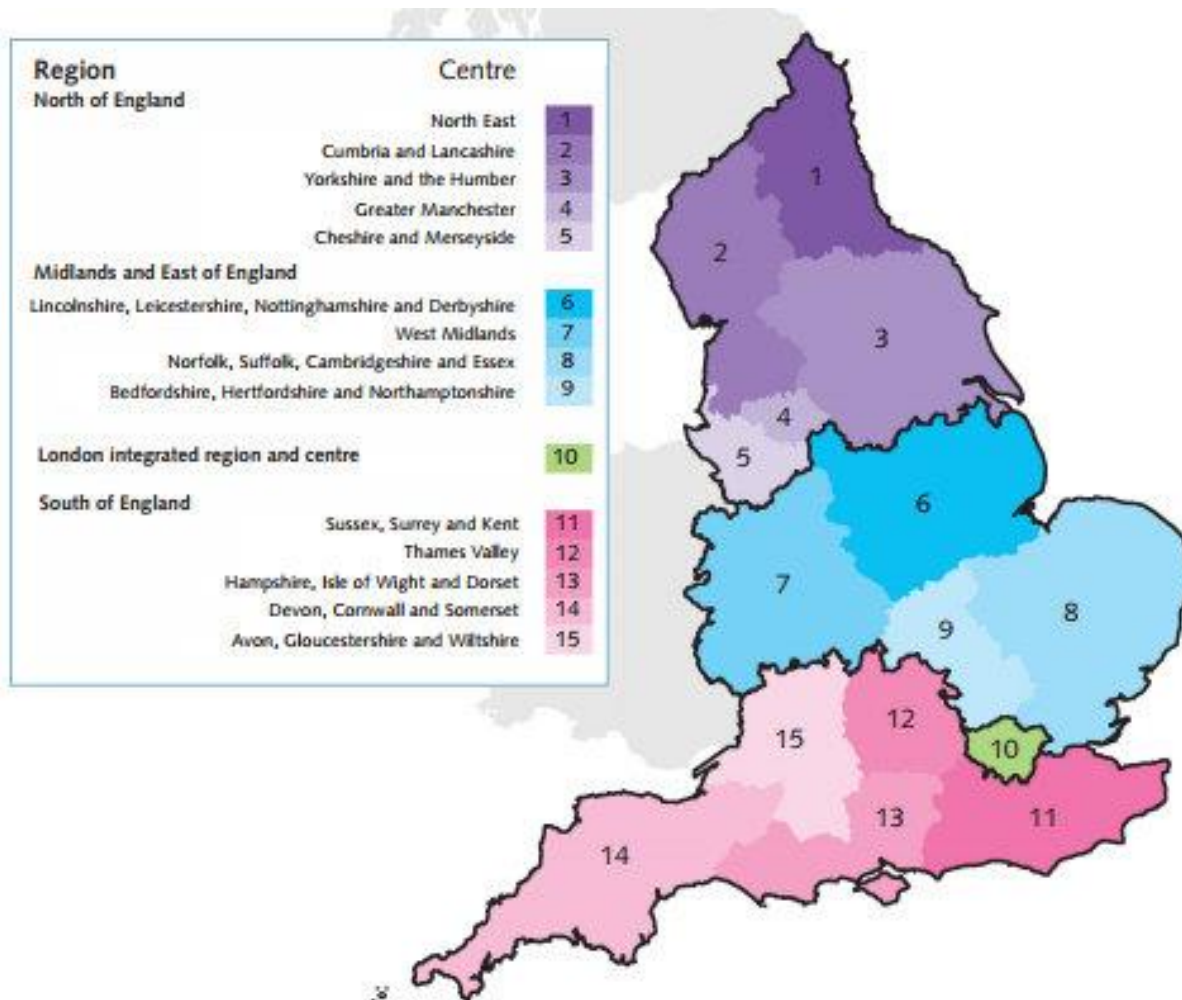 Region Centre
North of England
North East 1
Cumbria and Lancashire 2
Yorkshire and the Humber 3
Greater Manchester 4
Cheshire and Merseyside 5
Midlands and East of England
Lincolnshire, Leicestershire, Nottinghamshire and Derbyshire 6
West Midlands 7
Norfolk, Suffolk, Cambridgeshire and Essex 8
Bedfordshire, Hertfordshire and Northamptonshire 9
London integrated region and centre 10
South of England
Sussex, Surrey and Kent 11
Thames Valley 12
Hampshire, Isle of Wight and Dorset 13
Devon, Cornwall and Somerset 14
Avon, Gloucestershire and Wiltshire 15
1
2
3
4
5
6
7
8
9
10
12
15
13
11
14